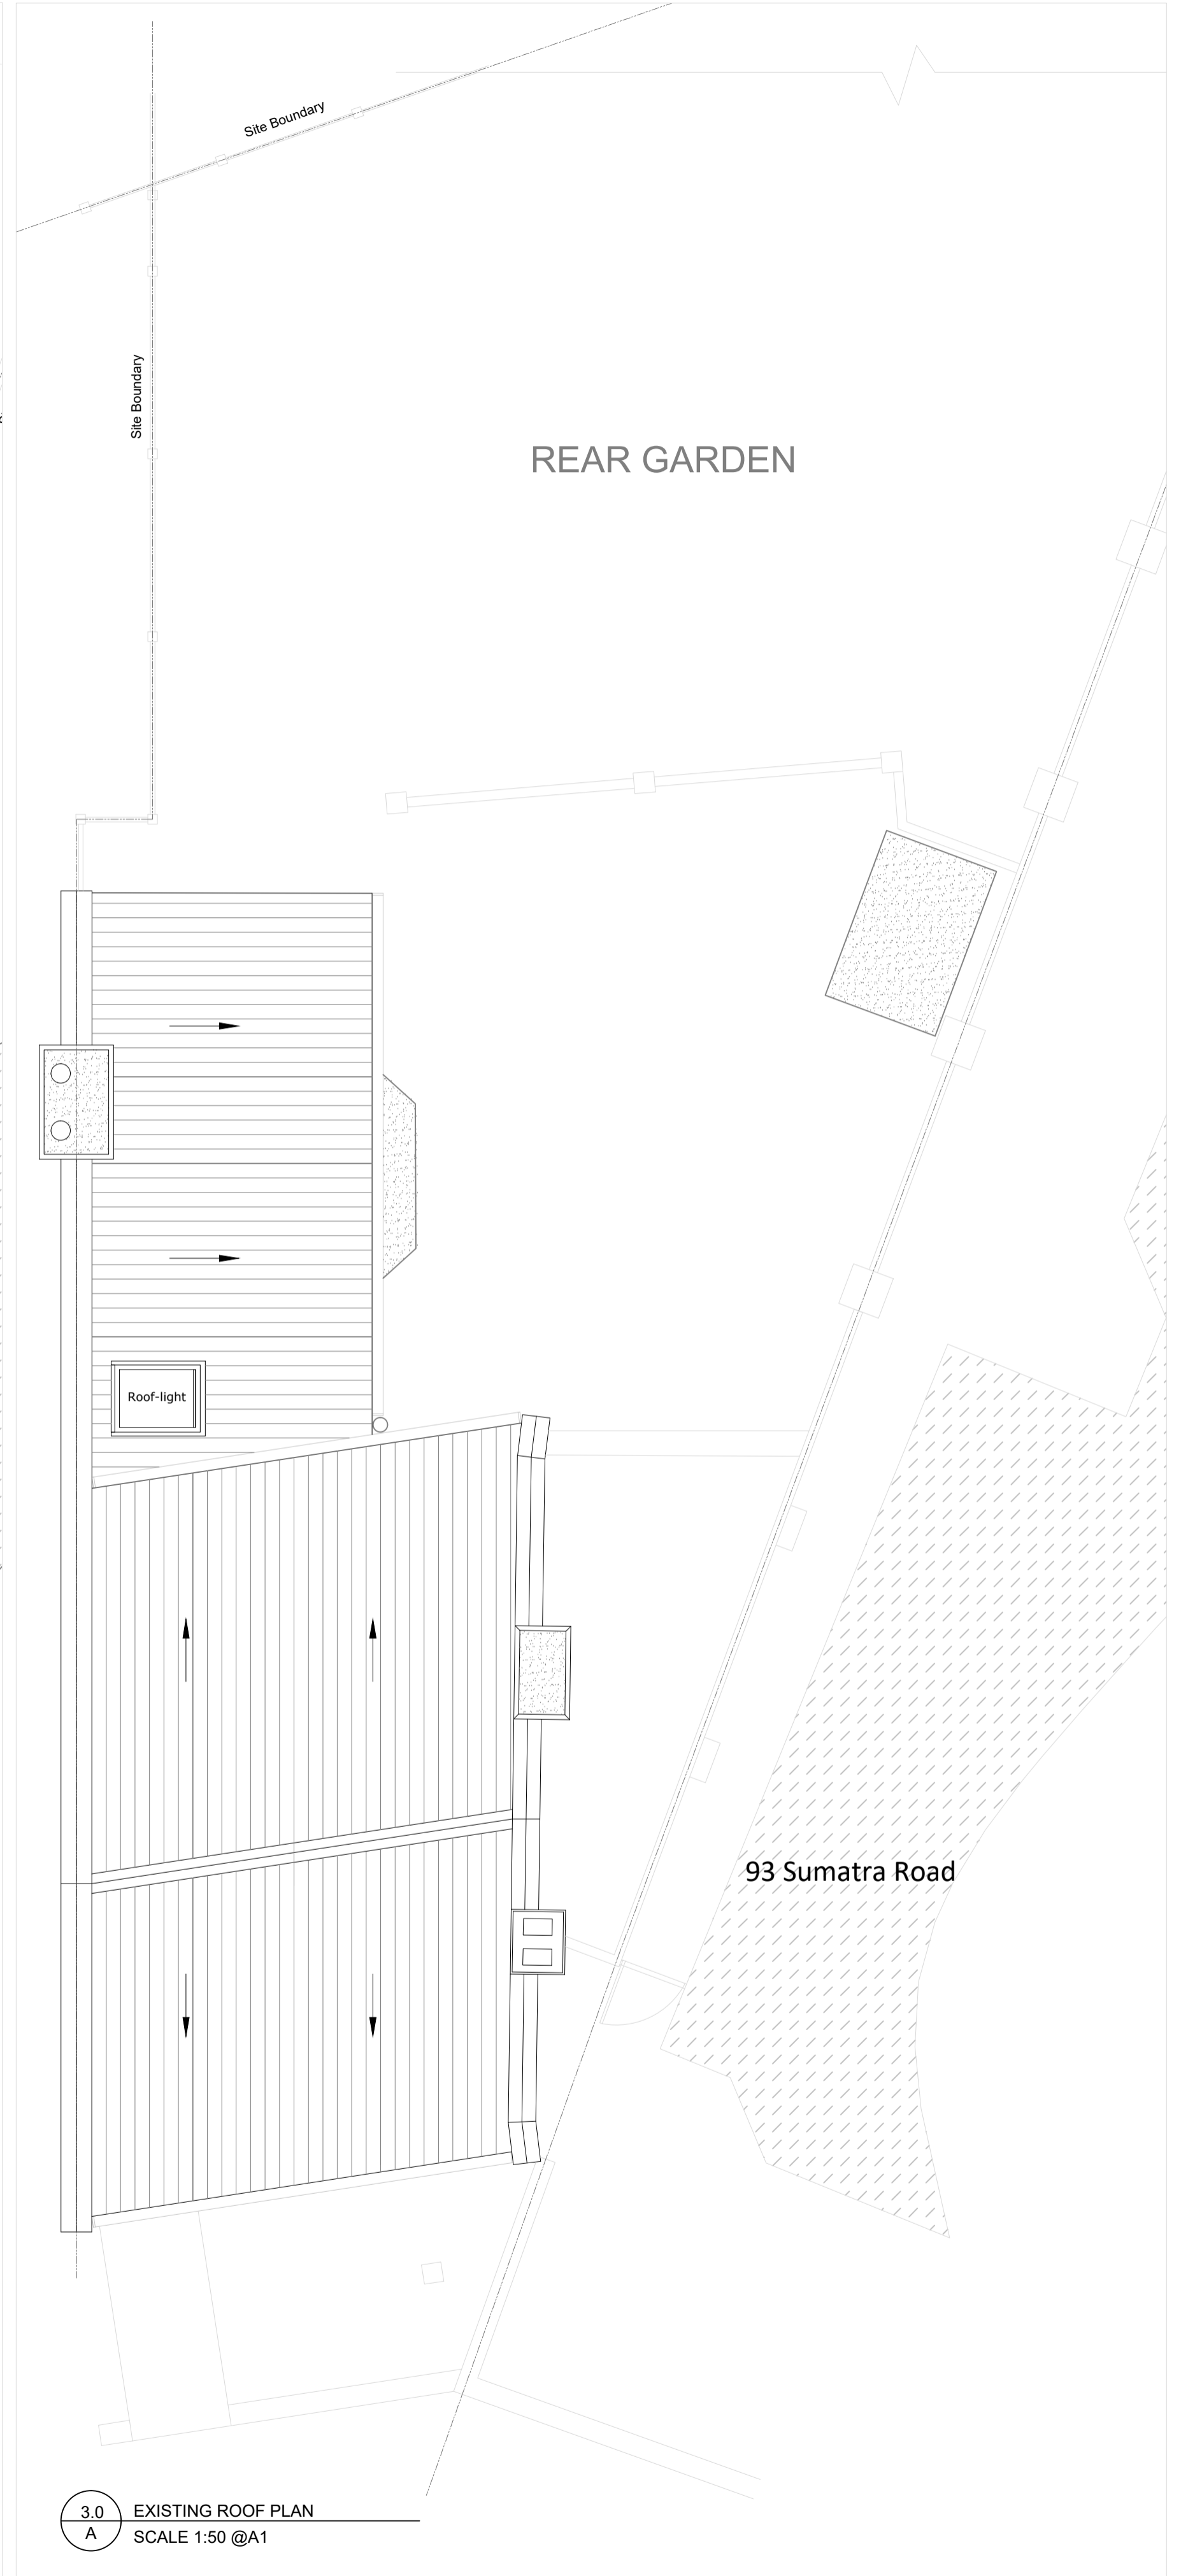 Site Boundary
Site Boundary
REAR GARDEN
Roof-light
93 Sumatra Road
3.0
A
EXISTING ROOF PLAN
SCALE 1:50 @A1